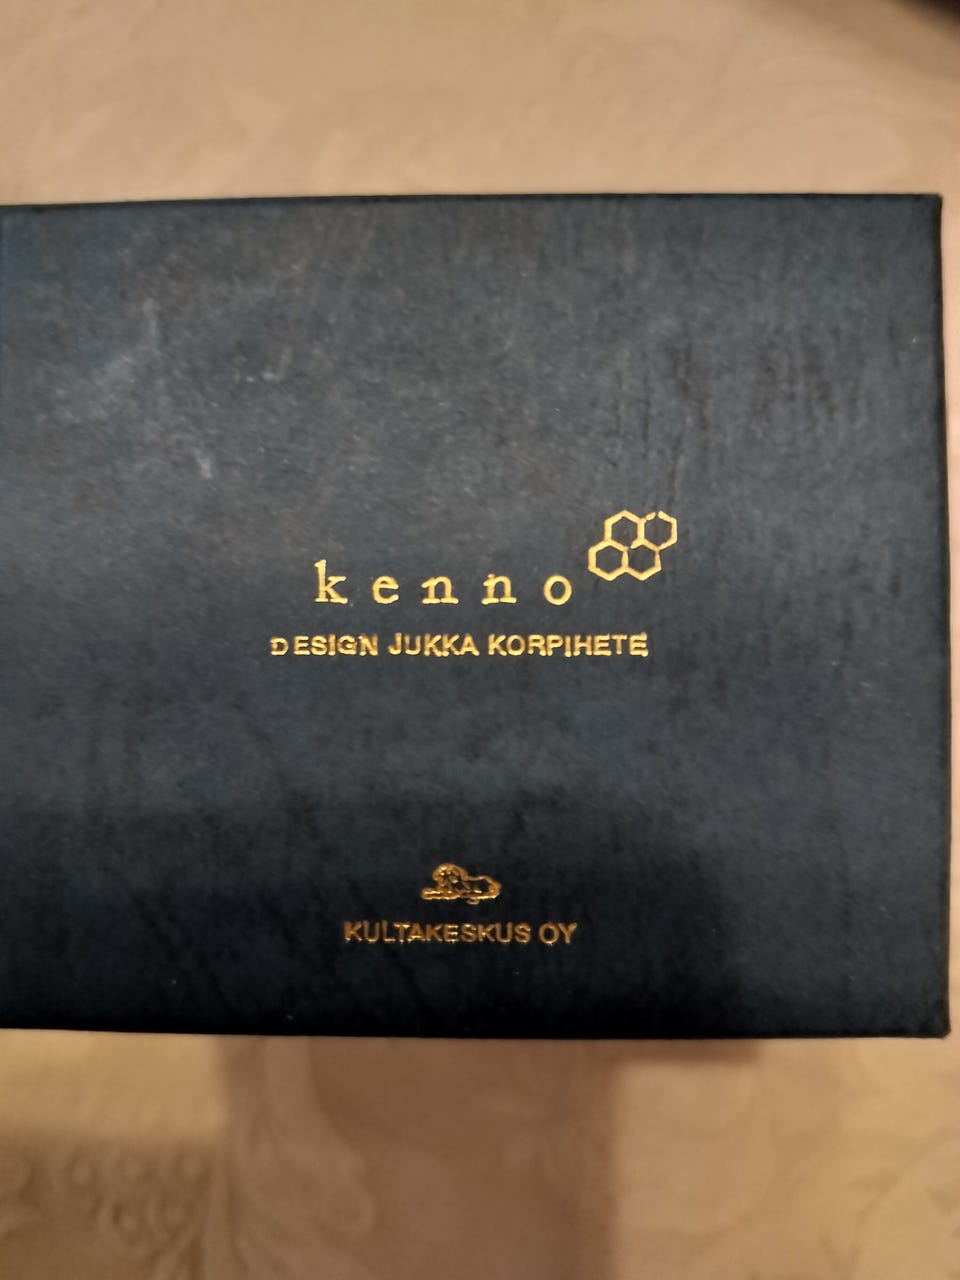 kenno
DESIGN JUKKA KORPIHETE
KULTAKESKUS OY